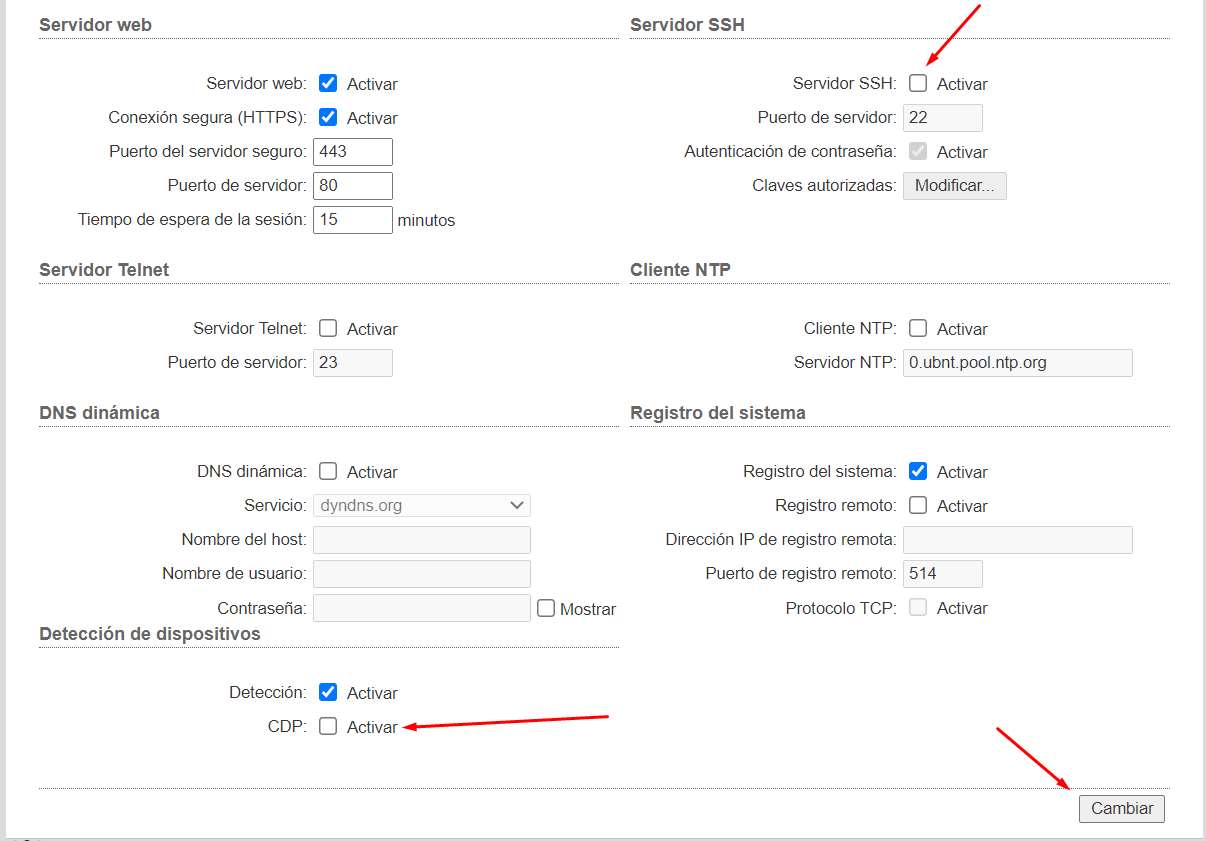 Servidor web
Servidor web: Activar
Conexión segura (HTTPS): Activar
Puerto del servidor seguro: 443
Puerto de servidor: 80
Tiempo de espera de la sesión: 15 minutos
Servidor SSH
Servidor SSH: Activar
Puerto de servidor: 22
Autenticación de contraseña: Activar
Claves autorizadas: Modificar...
Servidor Telnet
Servidor Telnet: Activar
Puerto de servidor: 23
Cliente NTP
Cliente NTP: Activar
Servidor NTP: 0.ubnt.pool.ntp.org
DNS dinámica
DNS dinámica: Activar
Servicio: dyndns.org
Nombre del host:
Nombre de usuario:
Contraseña: Mostrar
Registro del sistema
Registro del sistema: Activar
Registro remoto: Activar
Dirección IP de registro remota:
Puerto de registro remoto: 514
Protocolo TCP: Activar
Detección de dispositivos
Detección: Activar
CDP: Activar
Cambiar